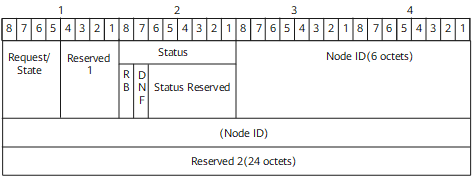 1 2 3 4
8 7 6 5 4 3 2 1 8 7 6 5 4 3 2 1 8 7 6 5 4 3 2 1 8 7 6 5 4 3 2 1
Request/
State
Reserved
1
Status
RB
DNF
Status Reserved
Node ID(6 octets)
(Node ID)
Reserved 2(24 octets)